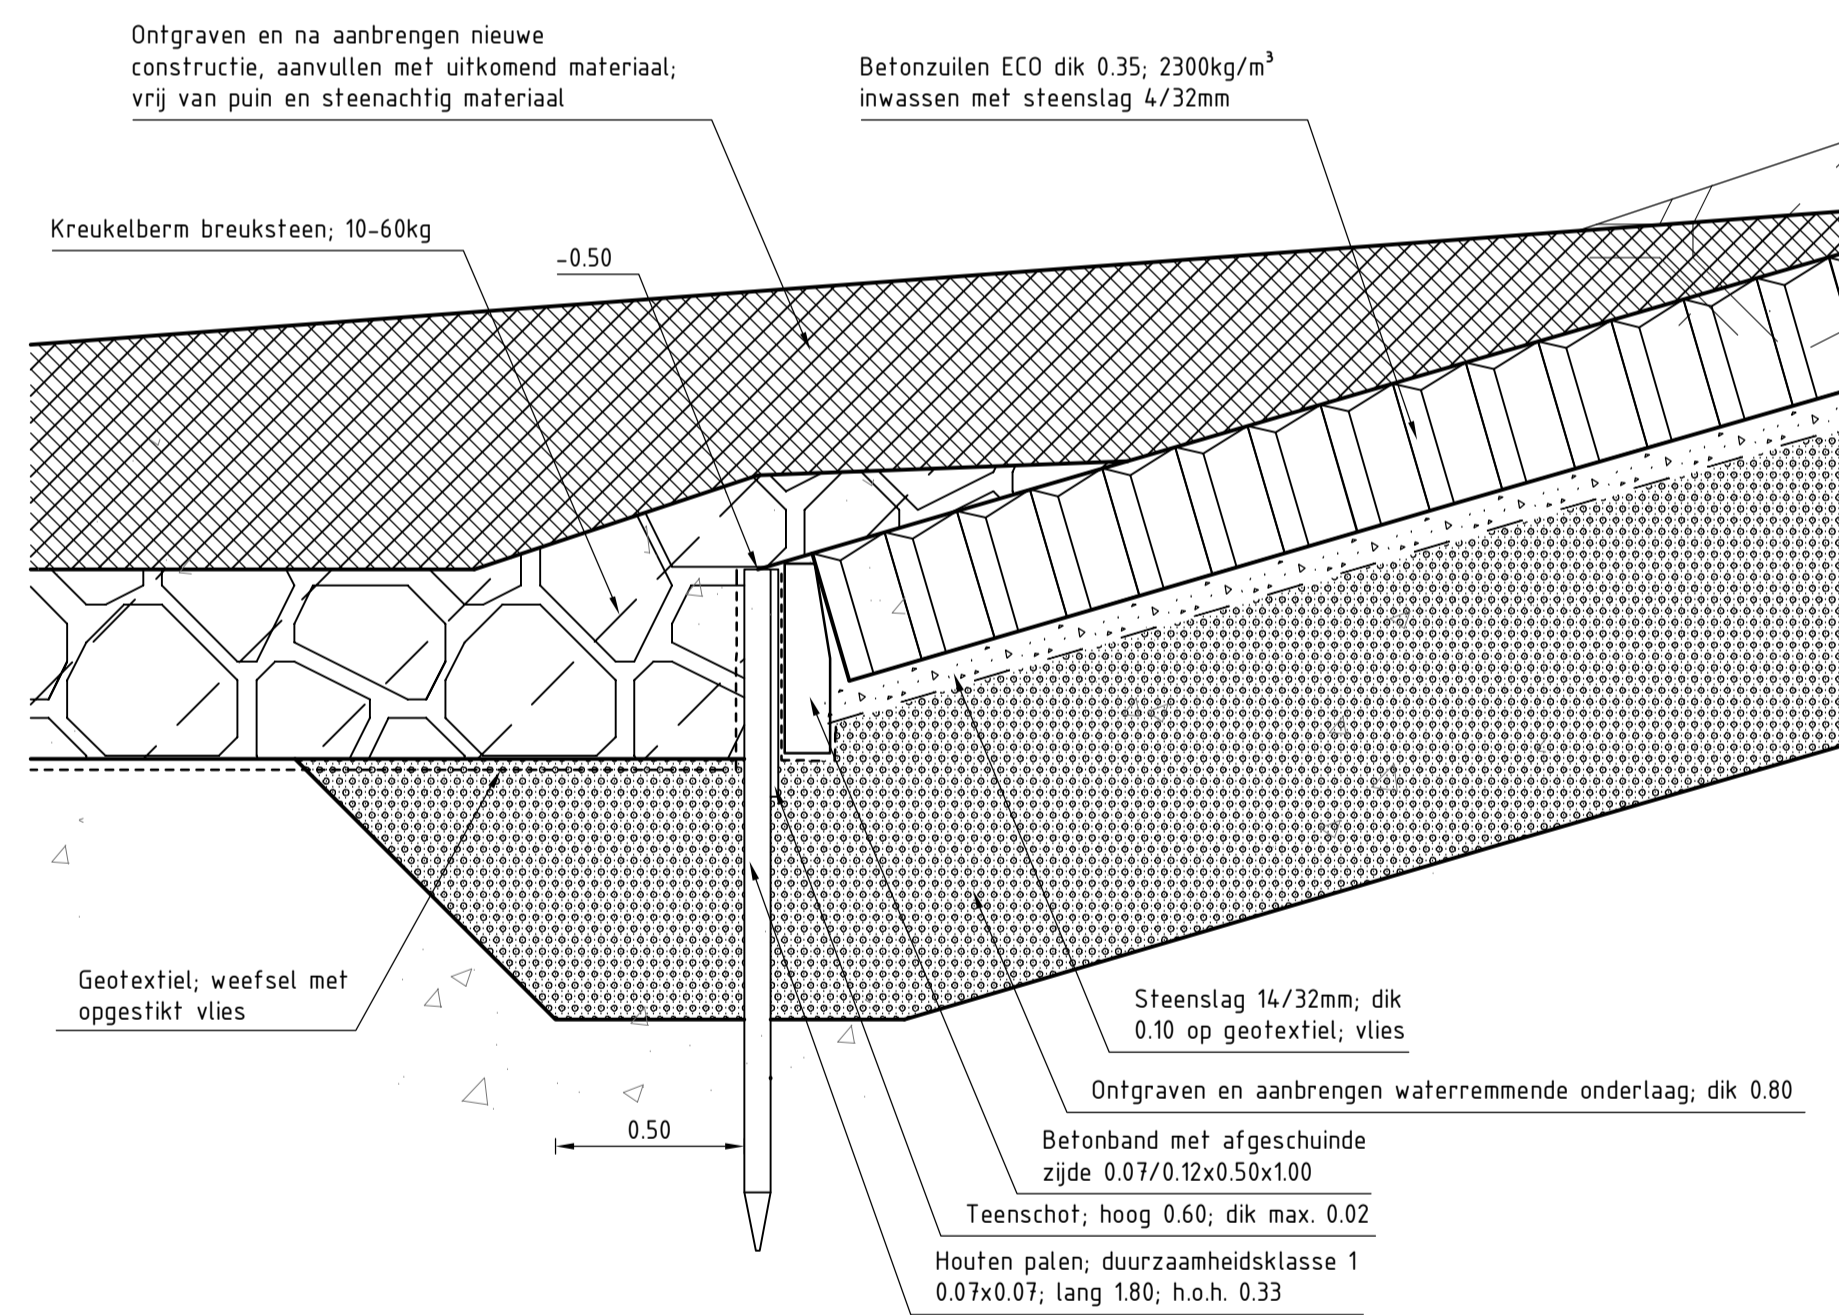 Ontgraven en na aanbrengen nieuwe
constructie, aanvullen met uitkomend materiaal;
vrij van puin en steenachtig materiaal
Betonzuilen ECO dik 0.35; 2300kg/m³
inwassen met steenslag 4/32mm
Kreukelberm breuksteen; 10-60kg
-0.50
Geotextiel; weefsel met
opgestikt vlies
Steenslag 14/32mm; dik
0.10 op geotextiel; vlies
Ontgraven en aanbrengen waterremmende onderlaag; dik 0.80
0.50
Betonband met afgeschuinde
zijde 0.07/0.12x0.50x1.00
Teenschot; hoog 0.60; dik max. 0.02
Houten palen; duurzaamheidsklasse 1
0.07x0.07; lang 1.80; h.o.h. 0.33